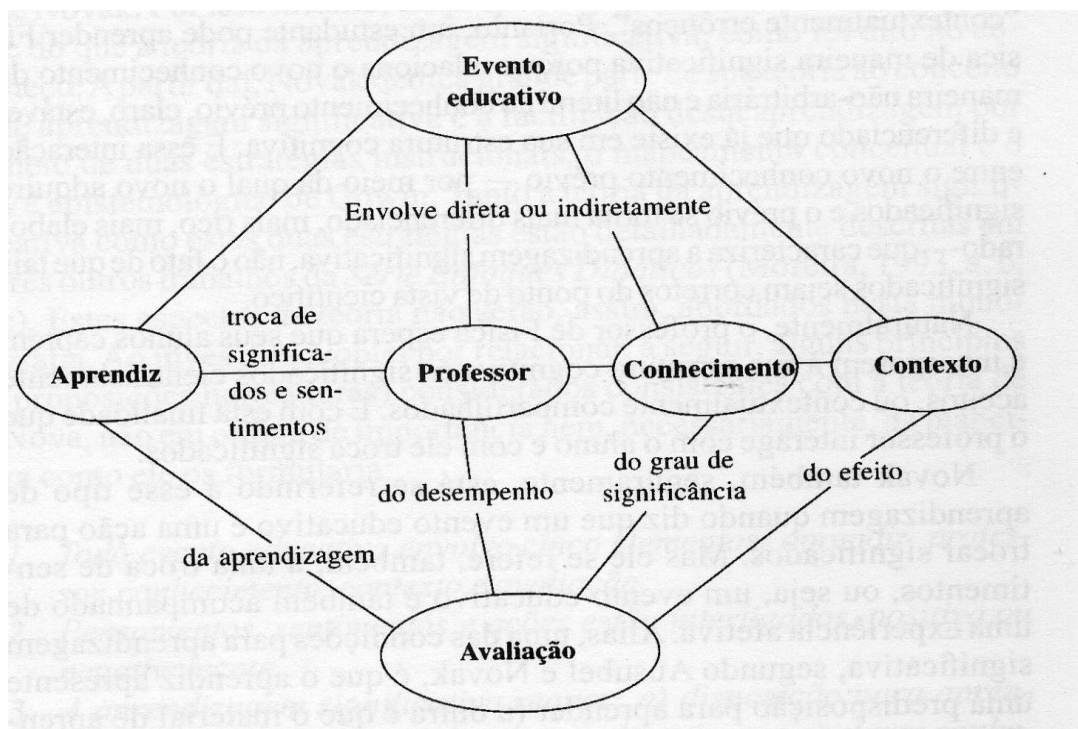 Evento
educativo
Envolve direta ou indiretamente
troca de
significa-
dos e sen-
timentos
Aprendiz
Professor
Conhecimento
Contexto
do desempenho
do grau de
significância
do efeito
da aprendizagem
Avaliação